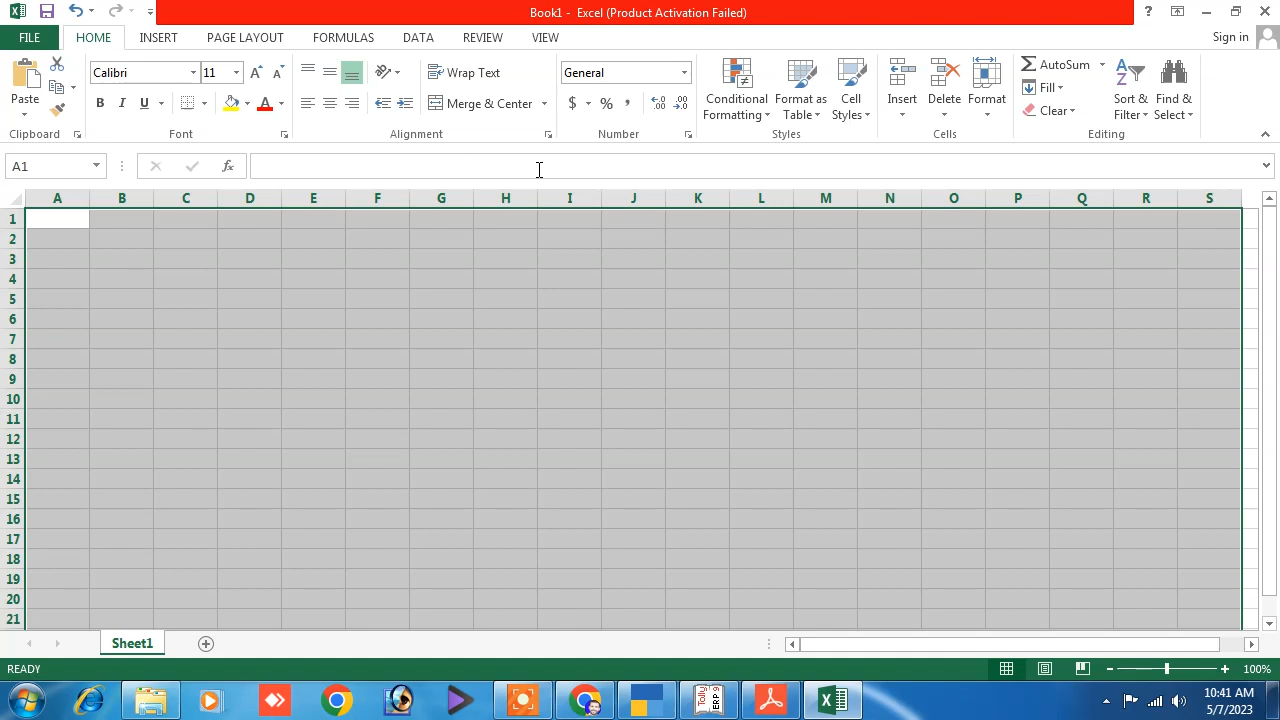 Book1 -  Excel (Product Activation Failed)
?
FILE HOME INSERT PAGE LAYOUT FORMULAS DATA REVIEW VIEW Sign in
Calibri 11 Wrap Text General AutoSum
Paste Conditional Formatting Format as Table Cell Styles Insert Delete Format Fill Sort & Filter Find & Select
B I U Merge & Center $ % , Clear
Clipboard Font Alignment Number Styles Cells Editing
A1 fx
A B C D E F G H I J K L M N O P Q R S
1
2
3
4
5
6
7
8
9
10
11
12
13
14
15
16
17
18
19
20
21
Sheet1
READY 100%
10:41 AM
5/7/2023